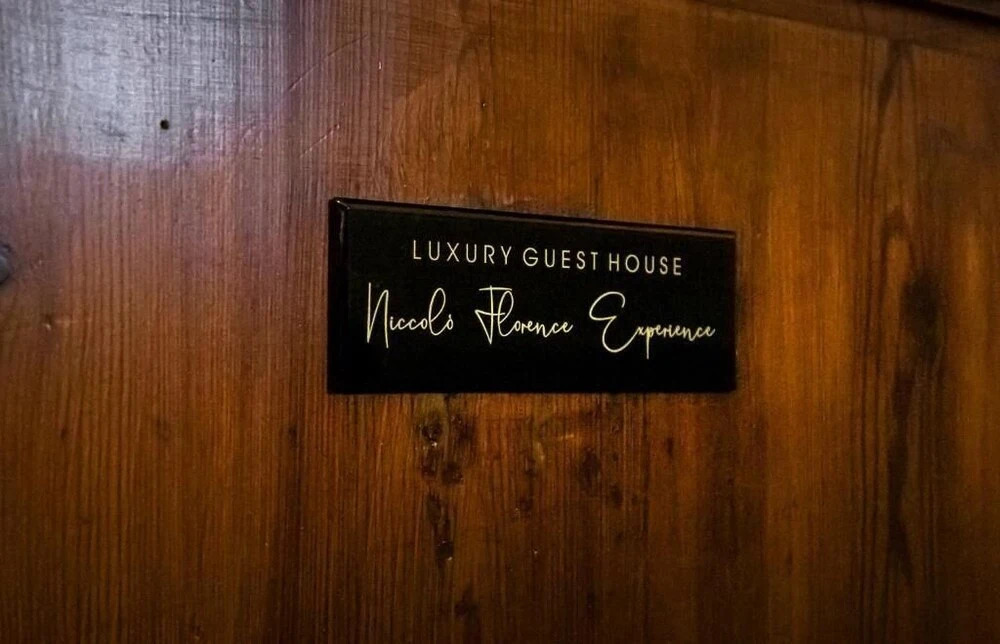 LUXURY GUEST HOUSE
Niccolò Florence Experience